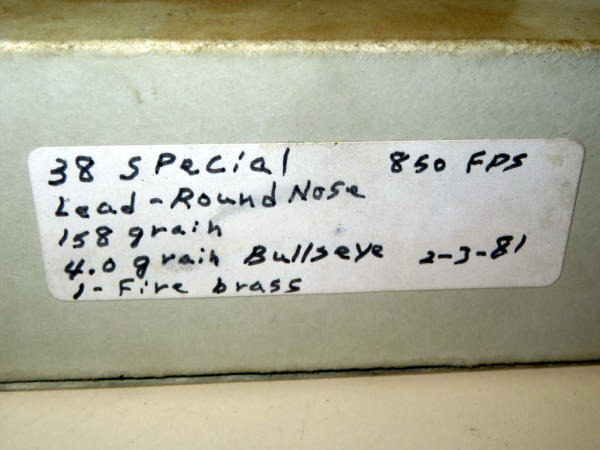 38 SPecial 850 FPS
Lead-Round Nose
158 grain
4.0 grain Bullseye 2-3-81
1- Fire brass